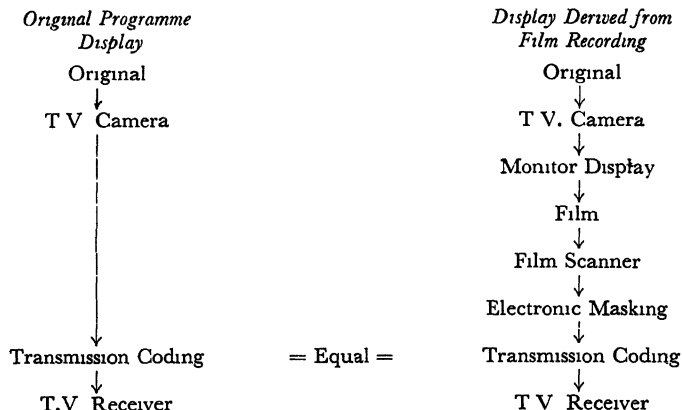 Original Programme
Display
Original
T V Camera
Transmission Coding
T.V Receiver
= Equal =
Display Derived from
Film Recording
Original
T V. Camera
Monitor Display
Film
Film Scanner
Electronic Masking
Transmission Coding
T V Receiver